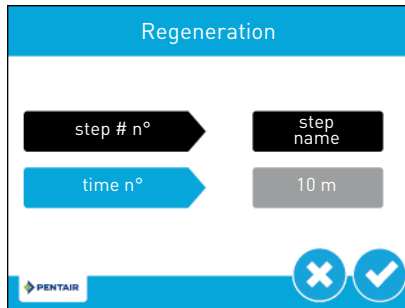 Regeneration
step # n°
step
name
time n°
10 m
PENTAIR